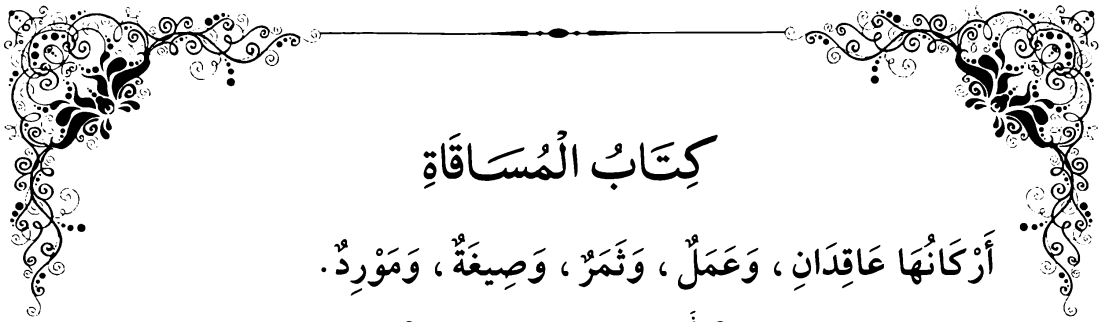 كِتَابُ الْمُسَاقَاةِ
أَرْكَانُهَا عَاقِدَانِ، وَعَمَلٌ، وَثَمَرٌ، وَصِيغَةٌ، وَمَوْرِدٌ.